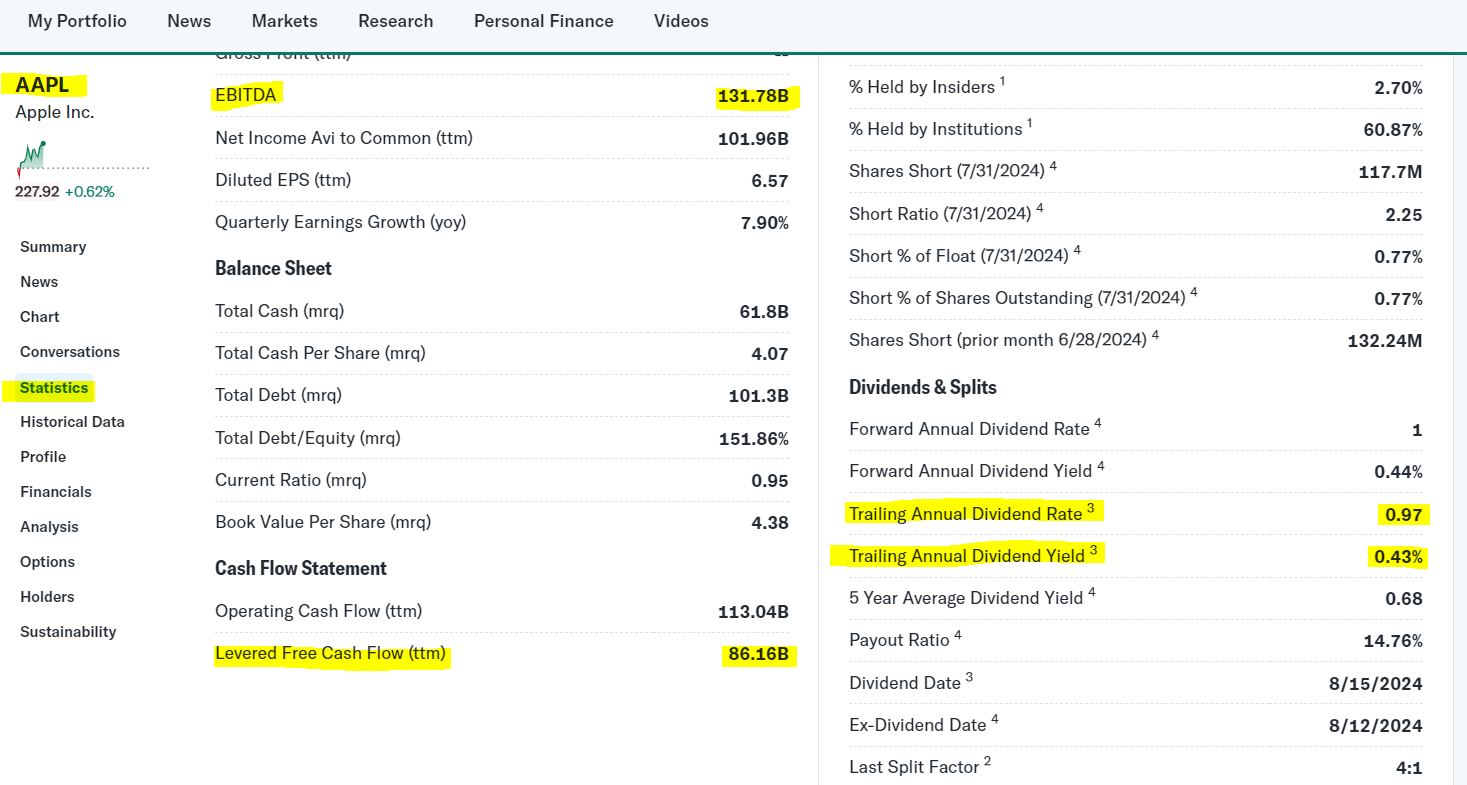 My Portfolio News Markets Research Personal Finance Videos
AAPL
Apple Inc.
227.92 +0.62%
Summary
News
Chart
Conversations
Statistics
Historical Data
Profile
Financials
Analysis
Options
Holders
Sustainability
Gross Profit (ttm)
EBITDA 131.78B
Net Income Avi to Common (ttm) 101.96B
Diluted EPS (ttm) 6.57
Quarterly Earnings Growth (yoy) 7.90%
Balance Sheet
Total Cash (mrq) 61.8B
Total Cash Per Share (mrq) 4.07
Total Debt (mrq) 101.3B
Total Debt/Equity (mrq) 151.86%
Current Ratio (mrq) 0.95
Book Value Per Share (mrq) 4.38
Cash Flow Statement
Operating Cash Flow (ttm) 113.04B
Levered Free Cash Flow (ttm) 86.16B
% Held by Insiders 1 2.70%
% Held by Institutions 1 60.87%
Shares Short (7/31/2024) 4 117.7M
Short Ratio (7/31/2024) 4 2.25
Short % of Float (7/31/2024) 4 0.77%
Short % of Shares Outstanding (7/31/2024) 4 0.77%
Shares Short (prior month 6/28/2024) 4 132.24M
Dividends & Splits
Forward Annual Dividend Rate 4 1
Forward Annual Dividend Yield 4 0.44%
Trailing Annual Dividend Rate 3 0.97
Trailing Annual Dividend Yield 3 0.43%
5 Year Average Dividend Yield 4 0.68
Payout Ratio 4 14.76%
Dividend Date 3 8/15/2024
Ex-Dividend Date 4 8/12/2024
Last Split Factor 2 4:1